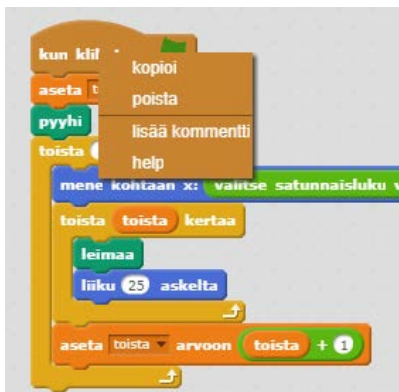 kun
kopioi
aseta
poista
pyyhi
lisää kommentti
toista
help
mene kohtaan x: valitse satunnaisluku
toista toista kertaa
leimaa
liiku 25 askelta
aseta toista arvoon toista + 1